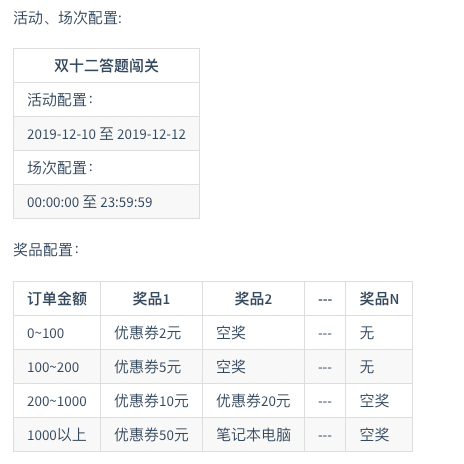 活动、场次配置:
双十二答题闯关
活动配置：
2019-12-10 至 2019-12-12
场次配置：
00:00:00 至 23:59:59
奖品配置：
订单金额 奖品1 奖品2 --- 奖品N
0~100 优惠券2元 空奖 --- 无
100~200 优惠券5元 空奖 --- 无
200~1000 优惠券10元 优惠券20元 --- 空奖
1000以上 优惠券50元 笔记本电脑 --- 空奖